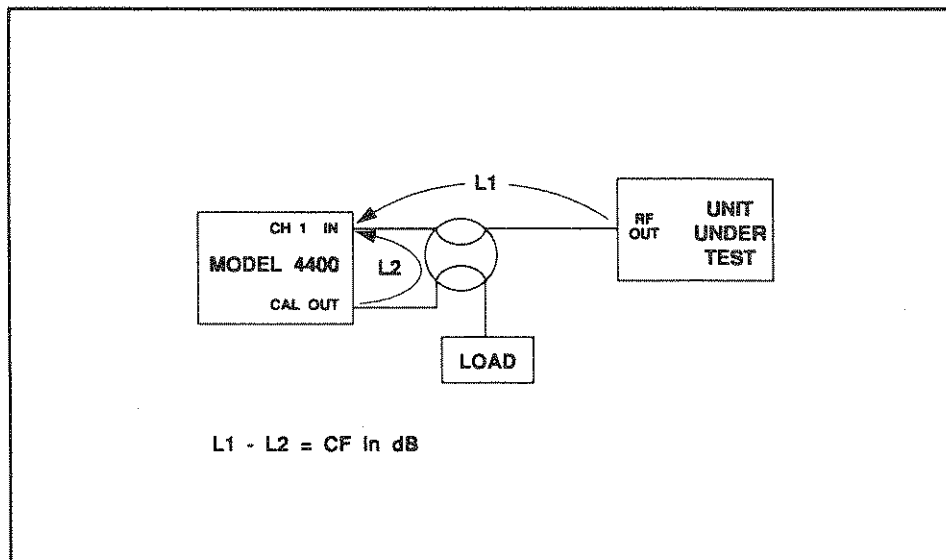 L1
CH 1 IN
MODEL 4400
CAL OUT
L2
RF
OUT
UNIT
UNDER
TEST
LOAD
L1 - L2 = CF in dB